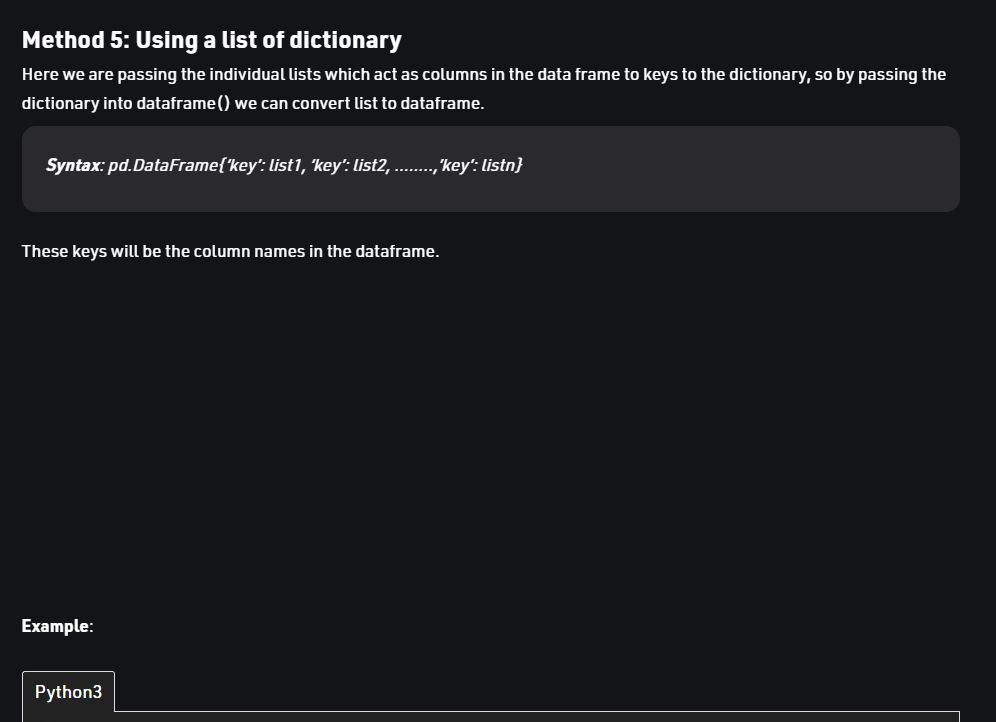 Method 5: Using a list of dictionary
Here we are passing the individual lists which act as columns in the data frame to keys to the dictionary, so by passing the
dictionary into dataframe() we can convert list to dataframe.
Syntax: pd.DataFrame{‘key’: list1, ‘key’: list2, ……..,’key’: listn}
These keys will be the column names in the dataframe.
Example:
Python3